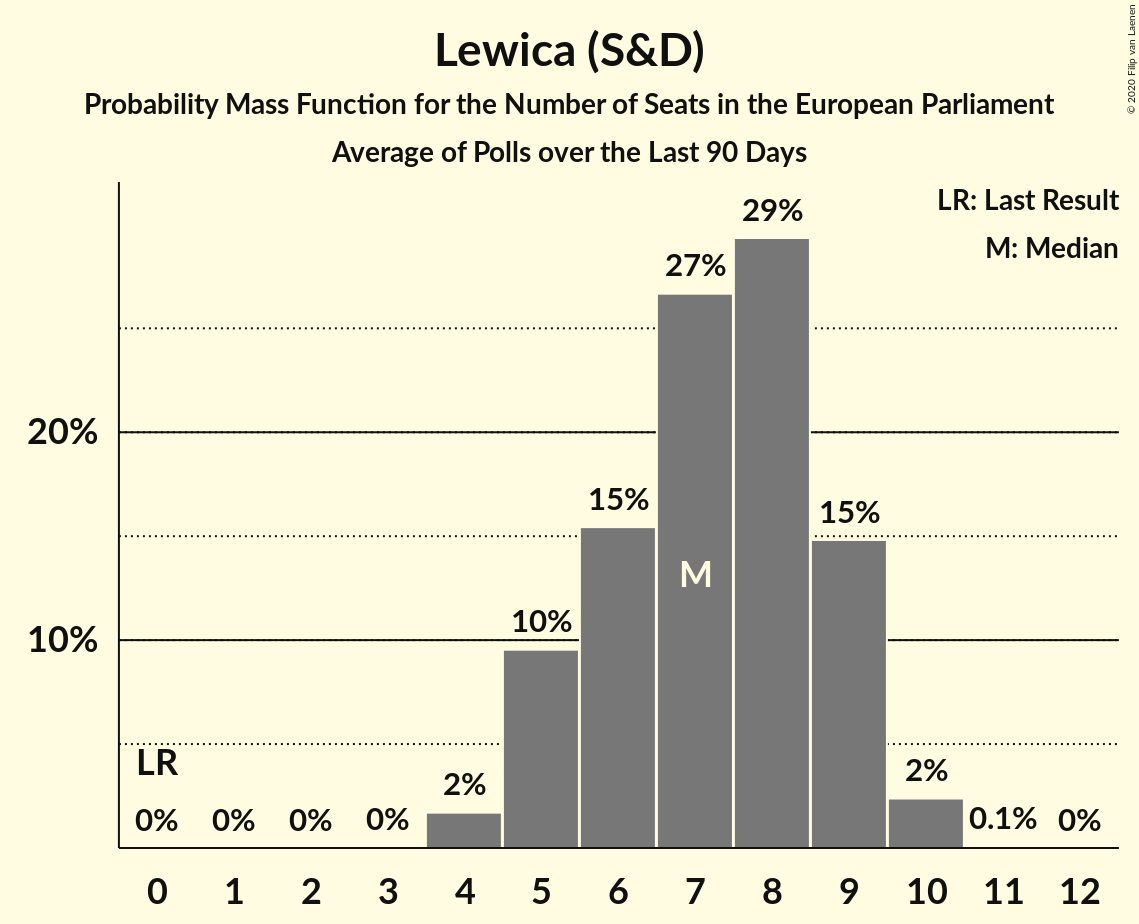 Lewica (S&D)
Probability Mass Function for the Number of Seats in the European Parliament
Average of Polls over the Last 90 Days
© 2020 Filip van Laenen
LR: Last Result
M: Median
29%
27%
20%
15%
15%
M
10%
10%
LR
2%
2%
0% 0% 0% 0% 0.1% 0%
0 1 2 3 4 5 6 7 8 9 10 11 12